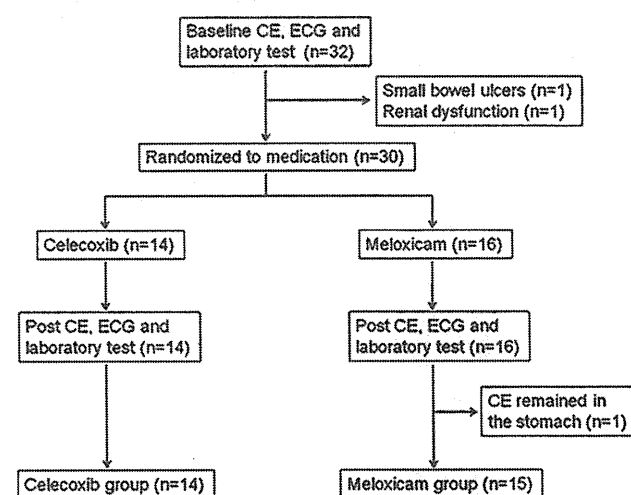 Baseline CE, ECG and
laboratory test (n=32)
Small bowel ulcers (n=1)
Renal dysfunction (n=1)
Randomized to medication (n=30)
Celecoxib (n=14)
Meloxicam (n=16)
Post CE, ECG and
laboratory test (n=14)
Post CE, ECG and
laboratory test (n=16)
CE remained in
the stomach (n=1)
Celecoxib group (n=14)
Meloxicam group (n=15)